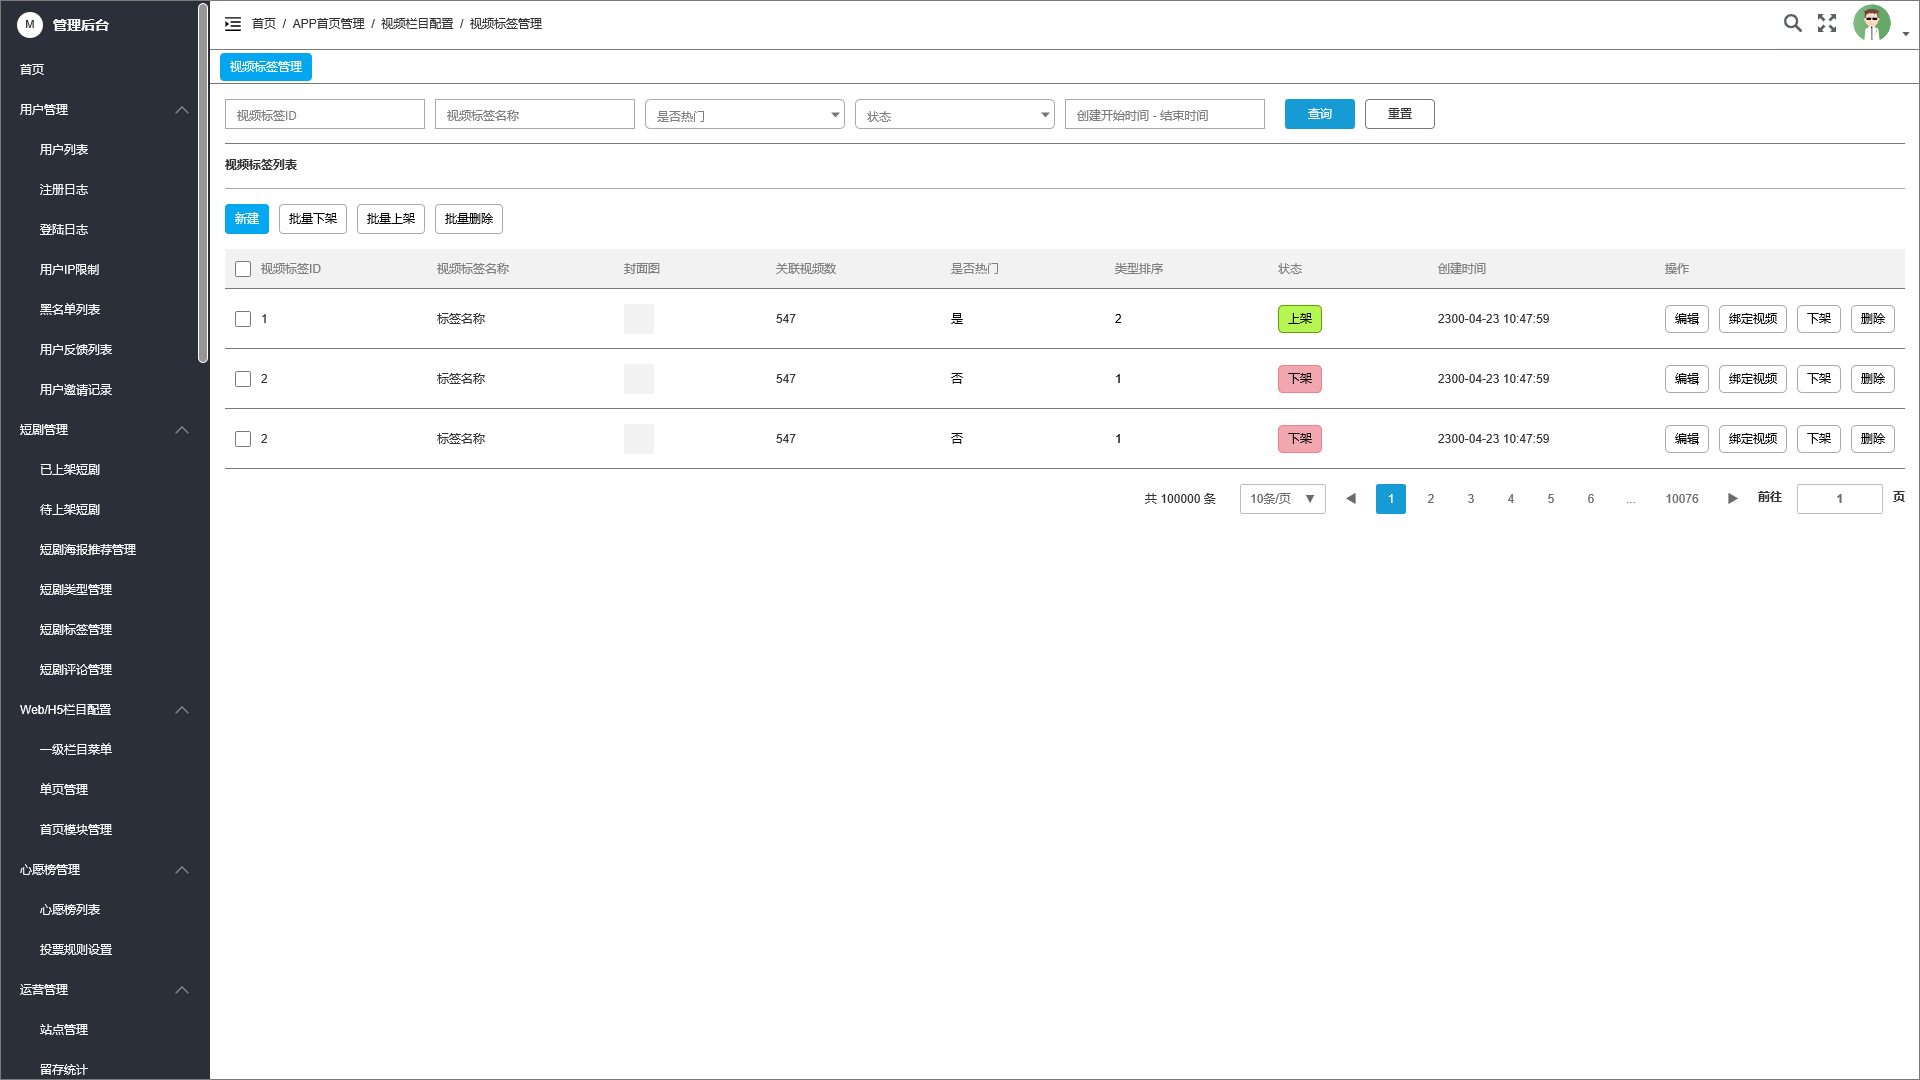 M 管理后台
首页
用户管理
用户列表
注册日志
登陆日志
用户IP限制
黑名单列表
用户反馈列表
用户邀请记录
短剧管理
已上架短剧
待上架短剧
短剧海报推荐管理
短剧类型管理
短剧标签管理
短剧评论管理
Web/H5栏目配置
一级栏目菜单
单页管理
首页模块管理
心愿榜管理
心愿榜列表
投票规则设置
运营管理
站点管理
留存统计
首页 / APP首页管理 / 视频栏目配置 / 视频标签管理
视频标签管理
视频标签ID 视频标签名称 是否热门 状态 创建开始时间 - 结束时间 查询 重置
视频标签列表
新建 批量下架 批量上架 批量删除
视频标签ID 视频标签名称 封面图 关联视频数 是否热门 类型排序 状态 创建时间 操作
1 标签名称 547 是 2 上架 2300-04-23 10:47:59 编辑 绑定视频 下架 删除
2 标签名称 547 否 1 下架 2300-04-23 10:47:59 编辑 绑定视频 下架 删除
2 标签名称 547 否 1 下架 2300-04-23 10:47:59 编辑 绑定视频 下架 删除
共 100000 条 10条/页 1 2 3 4 5 6 ... 10076 前往 1 页